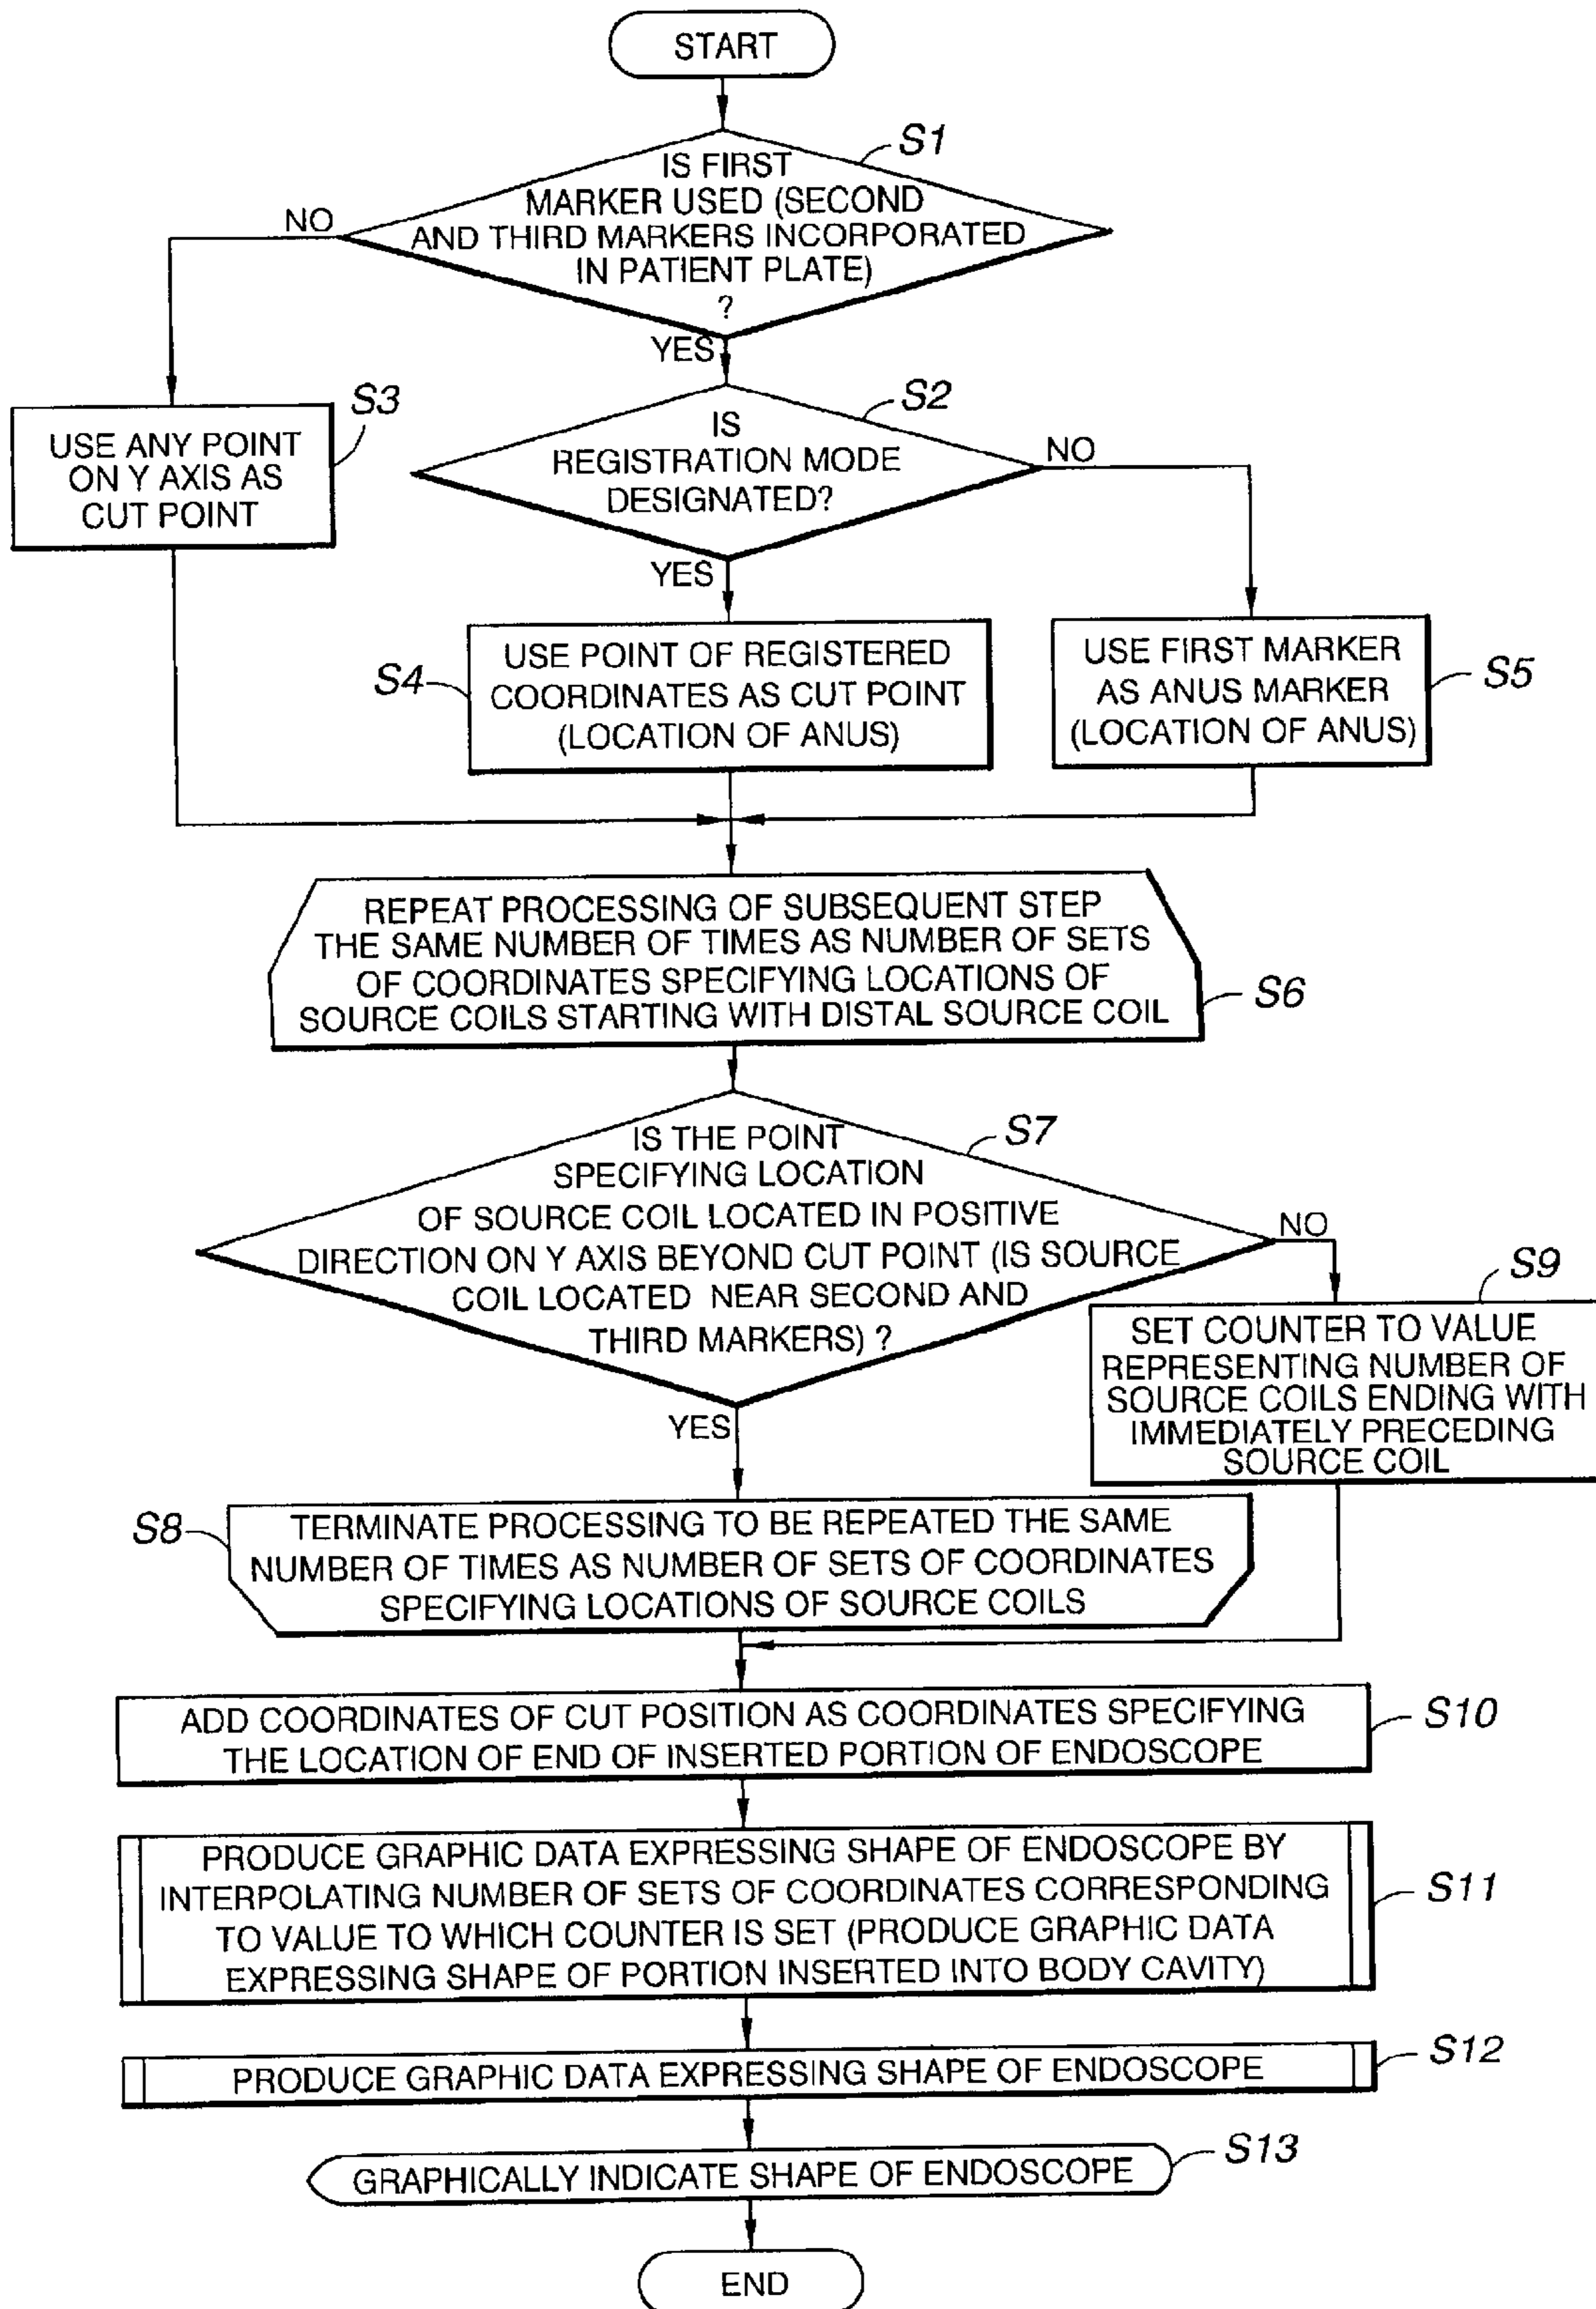 START
S1
IS FIRST
MARKER USED (SECOND
AND THIRD MARKERS INCORPORATED
IN PATIENT PLATE)
?
NO
YES
S3
USE ANY POINT
ON Y AXIS AS
CUT POINT
S2
IS
REGISTRATION MODE
DESIGNATED?
NO
YES
S4
USE POINT OF REGISTERED
COORDINATES AS CUT POINT
(LOCATION OF ANUS)
USE FIRST MARKER
AS ANUS MARKER
(LOCATION OF ANUS)
S5
REPEAT PROCESSING OF SUBSEQUENT STEP
THE SAME NUMBER OF TIMES AS NUMBER OF SETS
OF COORDINATES SPECIFYING LOCATIONS OF
SOURCE COILS STARTING WITH DISTAL SOURCE COIL
S6
S7
IS THE POINT
SPECIFYING LOCATION
OF SOURCE COIL LOCATED IN POSITIVE
DIRECTION ON Y AXIS BEYOND CUT POINT (IS SOURCE
COIL LOCATED NEAR SECOND AND
THIRD MARKERS) ?
NO
YES
S9
SET COUNTER TO VALUE
REPRESENTING NUMBER OF
SOURCE COILS ENDING WITH
IMMEDIATELY PRECEDING
SOURCE COIL
S8
TERMINATE PROCESSING TO BE REPEATED THE SAME
NUMBER OF TIMES AS NUMBER OF SETS OF COORDINATES
SPECIFYING LOCATIONS OF SOURCE COILS
ADD COORDINATES OF CUT POSITION AS COORDINATES SPECIFYING
THE LOCATION OF END OF INSERTED PORTION OF ENDOSCOPE
S10
PRODUCE GRAPHIC DATA EXPRESSING SHAPE OF ENDOSCOPE BY
INTERPOLATING NUMBER OF SETS OF COORDINATES CORRESPONDING
TO VALUE TO WHICH COUNTER IS SET (PRODUCE GRAPHIC DATA
EXPRESSING SHAPE OF PORTION INSERTED INTO BODY CAVITY)
S11
PRODUCE GRAPHIC DATA EXPRESSING SHAPE OF ENDOSCOPE
S12
GRAPHICALLY INDICATE SHAPE OF ENDOSCOPE
S13
END